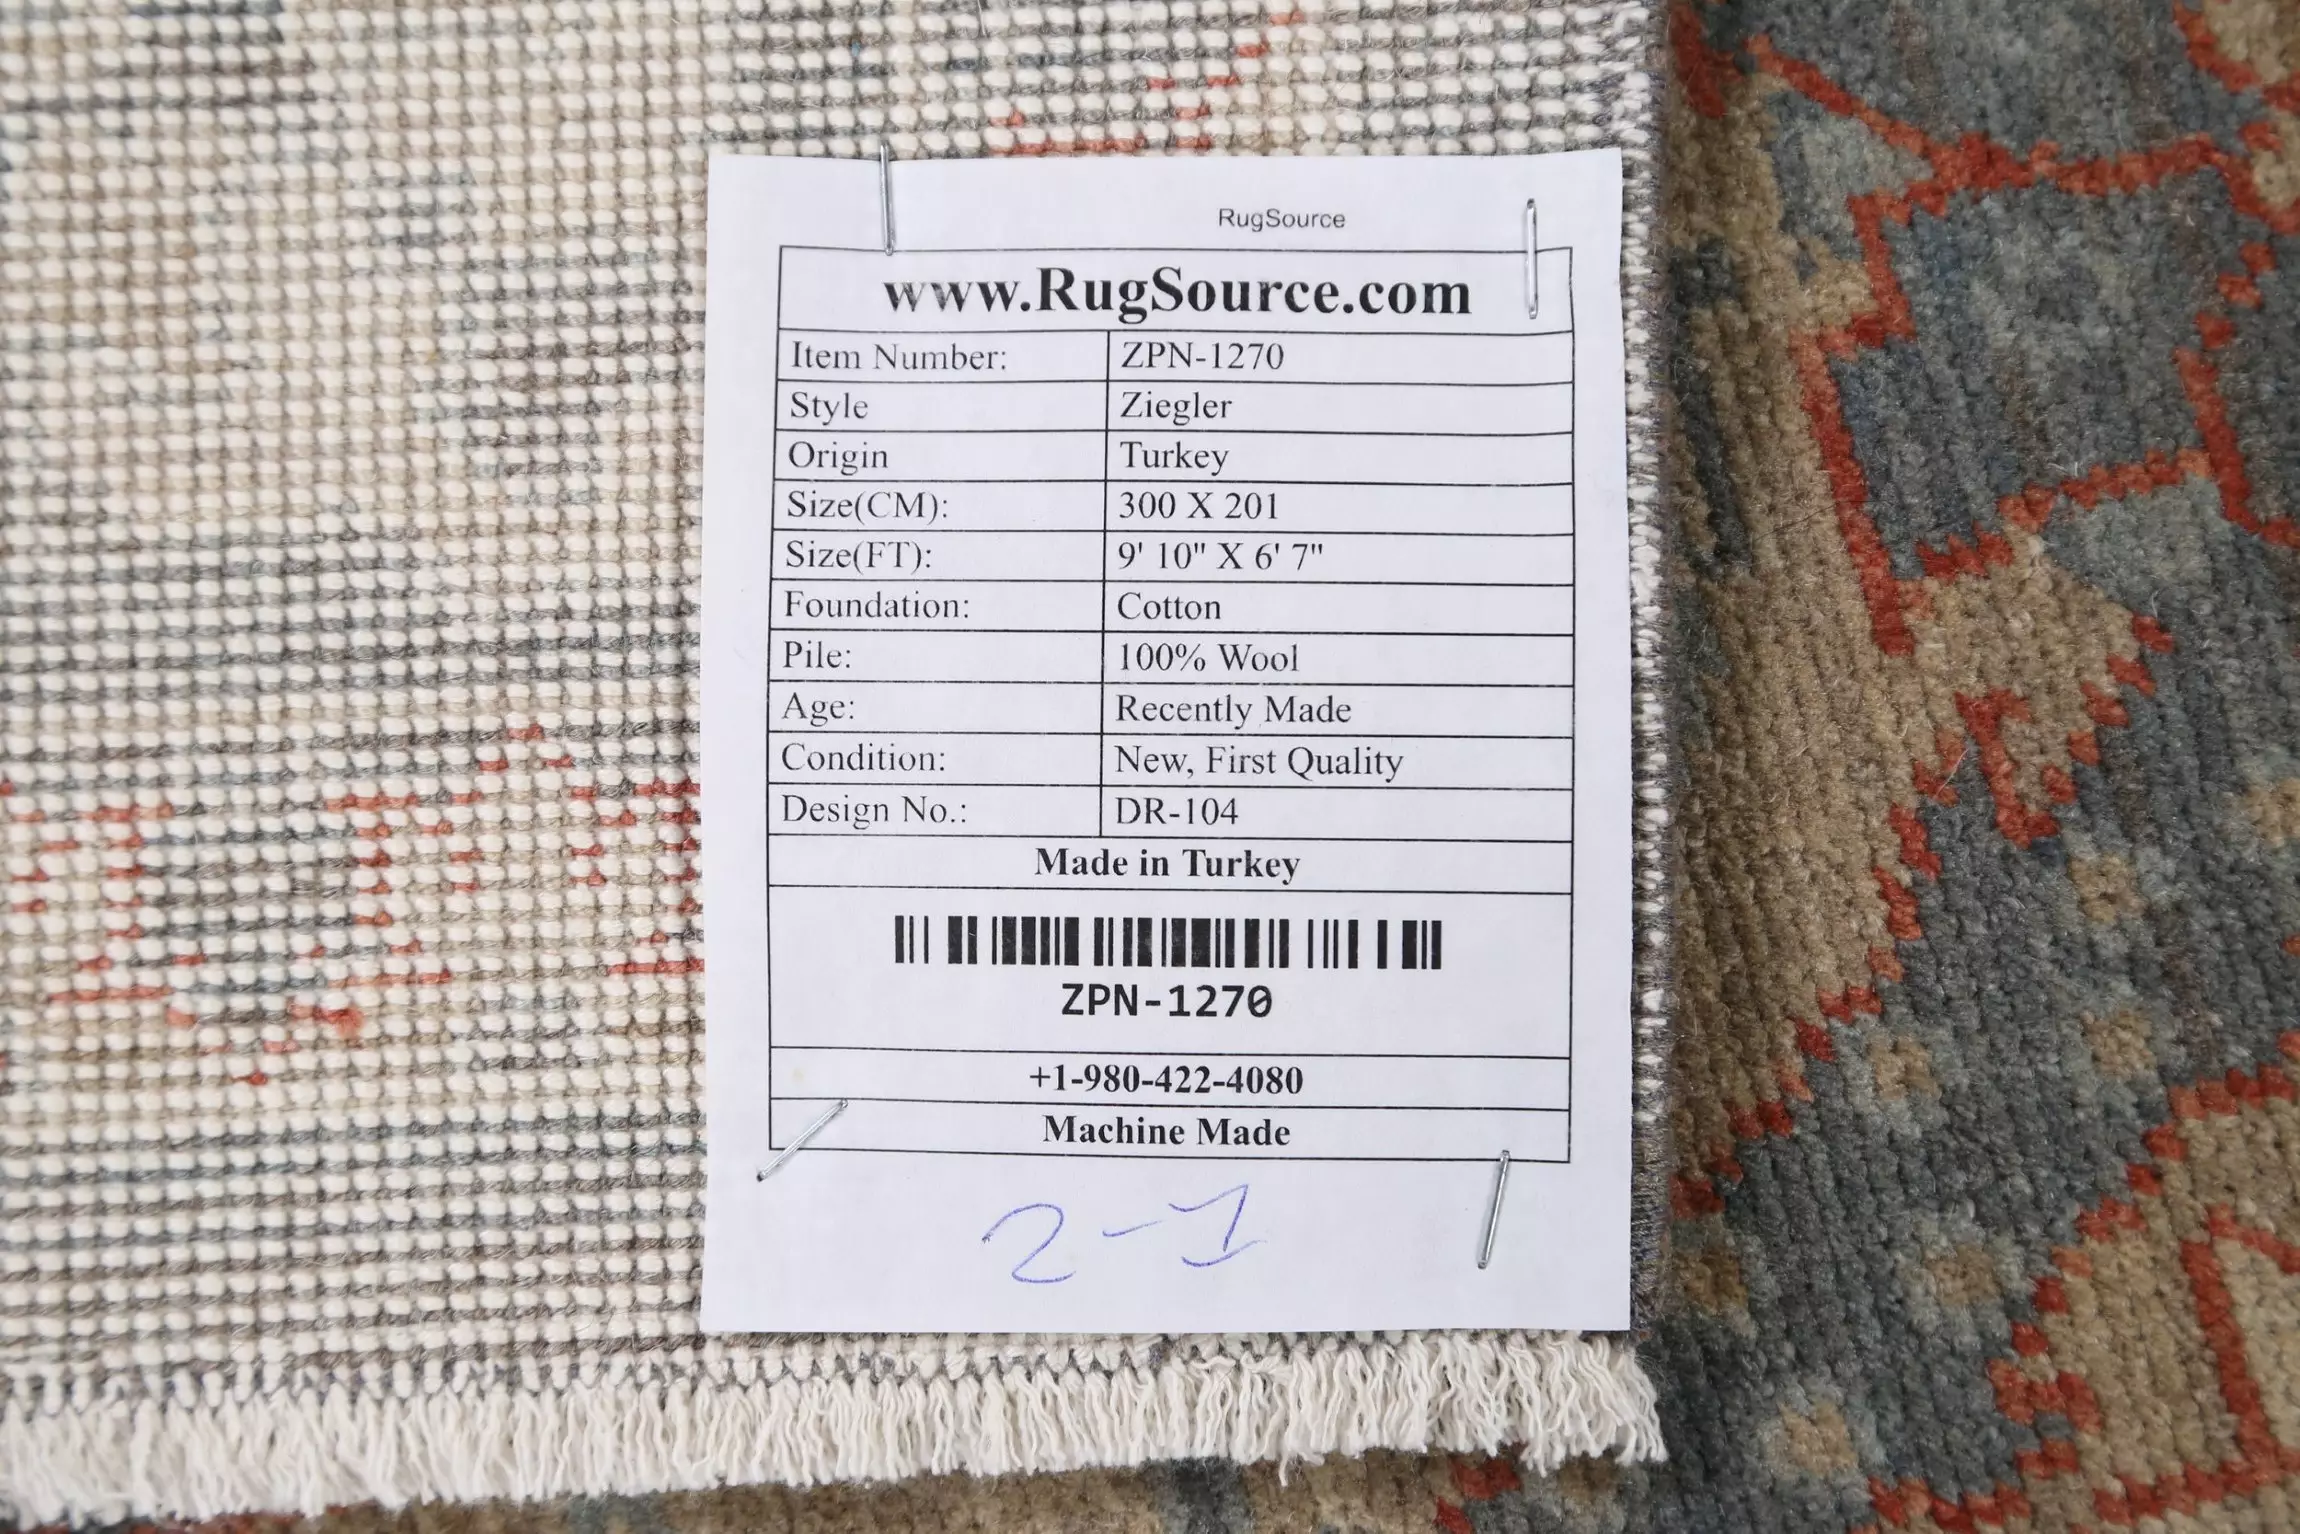 RugSource
www.RugSource.com
Item Number: ZPN-1270
Style Ziegler
Origin Turkey
Size(CM): 300 X 201
Size(FT): 9' 10" X 6' 7"
Foundation: Cotton
Pile: 100% Wool
Age: Recently Made
Condition: New, First Quality
Design No.: DR-104
Made in Turkey
ZPN-1270
+1-980-422-4080
Machine Made
2-1